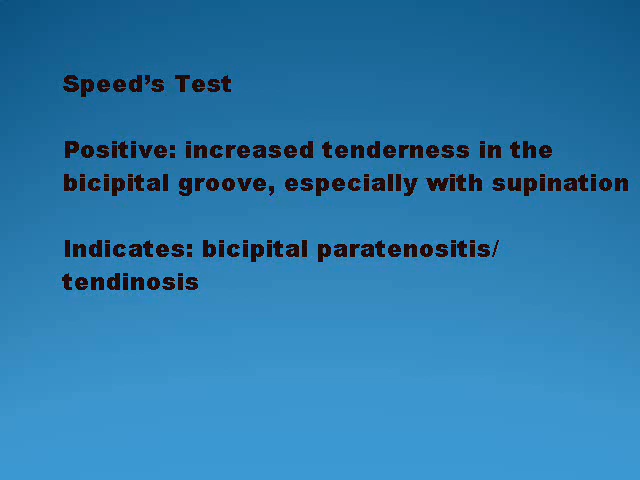 Speed’s Test
Positive: increased tenderness in the
bicipital groove, especially with supination
Indicates: bicipital paratenositis/
tendinosis